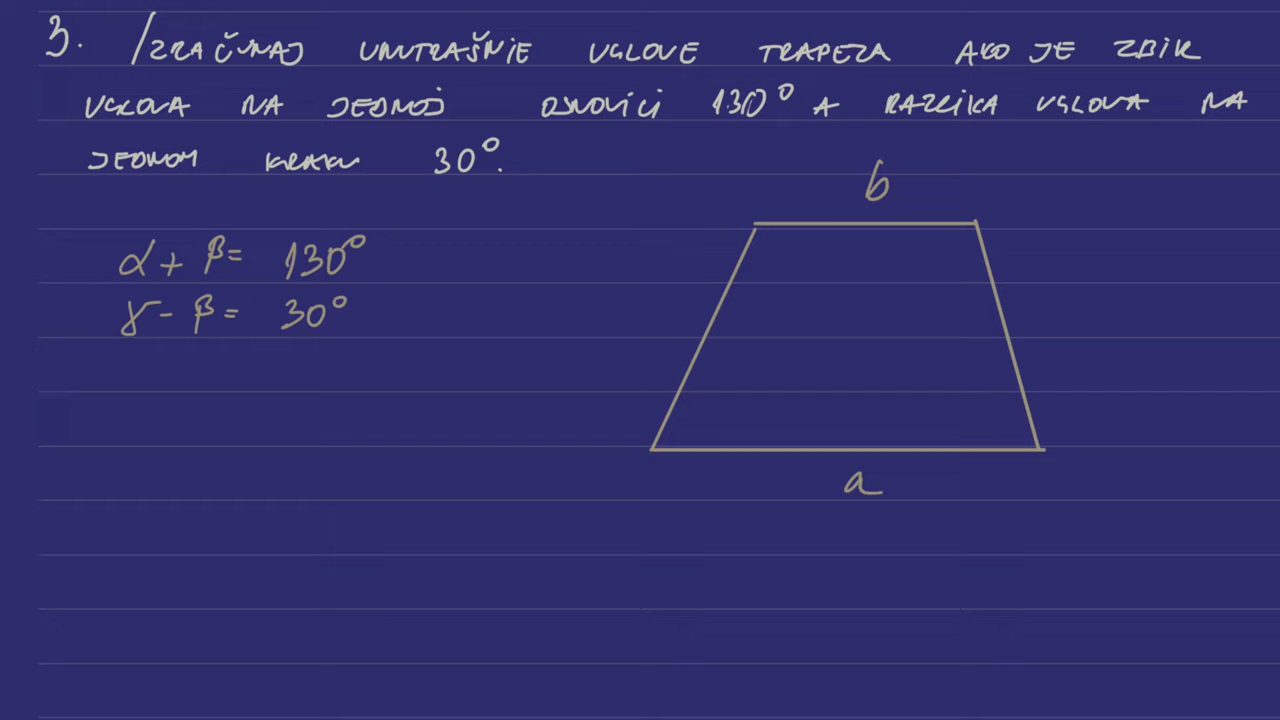 3. IZRAČUNAJ UNUTRAŠNJE UGLOVE TRAPEZA AKO JE ZBIR
UGLOVA NA JEDNOJ OSNOVICI 130° A RAZLIKA UGLOVA NA
JEDNOM KRAKU 30°.
b
α + β = 130°
γ - β = 30°
a